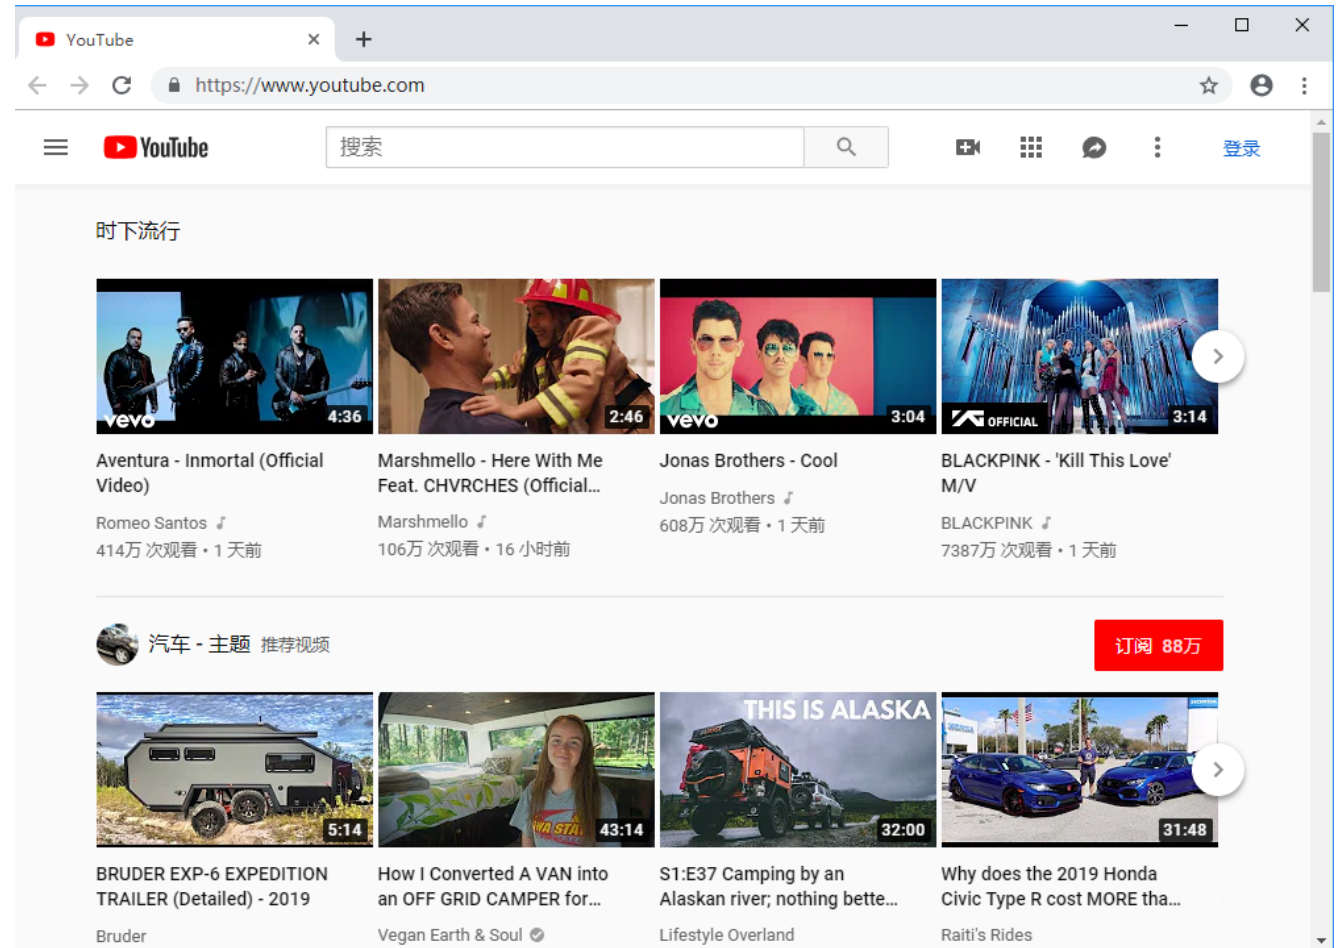 YouTube
https://www.youtube.com
YouTube
搜索
登录
时下流行
vevo
4:36
2:46
vevo
3:04
YG OFFICIAL
3:14
Aventura - Inmortal (Official
Video)
Romeo Santos
414万 次观看 • 1 天前
Marshmello - Here With Me
Feat. CHVRCHES (Official...
Marshmello
106万 次观看 • 16 小时前
Jonas Brothers - Cool
Jonas Brothers
608万 次观看 • 1 天前
BLACKPINK - 'Kill This Love'
M/V
BLACKPINK
7387万 次观看 • 1 天前
汽车 - 主题 推荐视频
订阅 88万
5:14
43:14
THIS IS ALASKA
32:00
HONDA
31:48
BRUDER EXP-6 EXPEDITION
TRAILER (Detailed) - 2019
Bruder
How I Converted A VAN into
an OFF GRID CAMPER for...
Vegan Earth & Soul
S1:E37 Camping by an
Alaskan river; nothing bette...
Lifestyle Overland
Why does the 2019 Honda
Civic Type R cost MORE tha...
Raiti's Rides